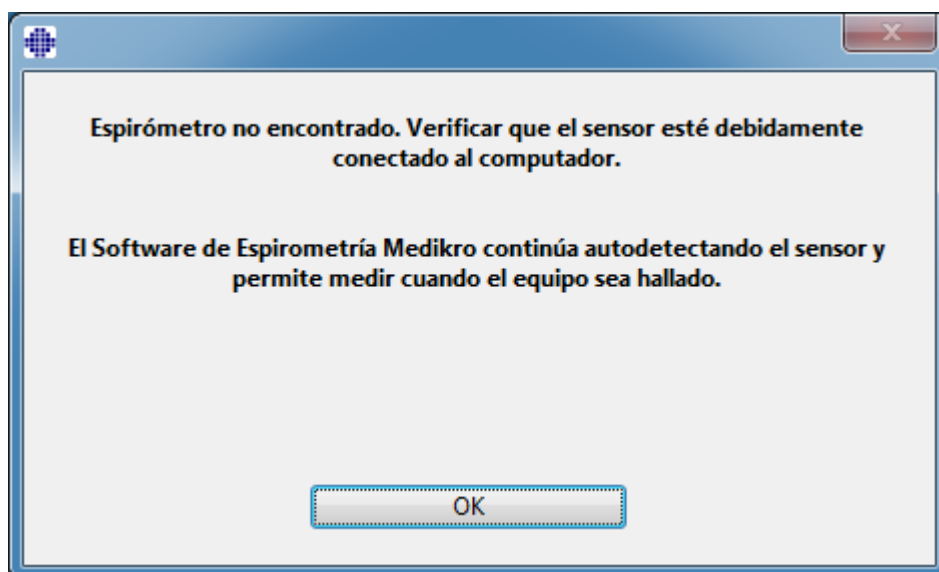 Espirómetro no encontrado. Verificar que el sensor esté debidamente
conectado al computador.
El Software de Espirometría Medikro continúa autodetectando el sensor y
permite medir cuando el equipo sea hallado.
OK